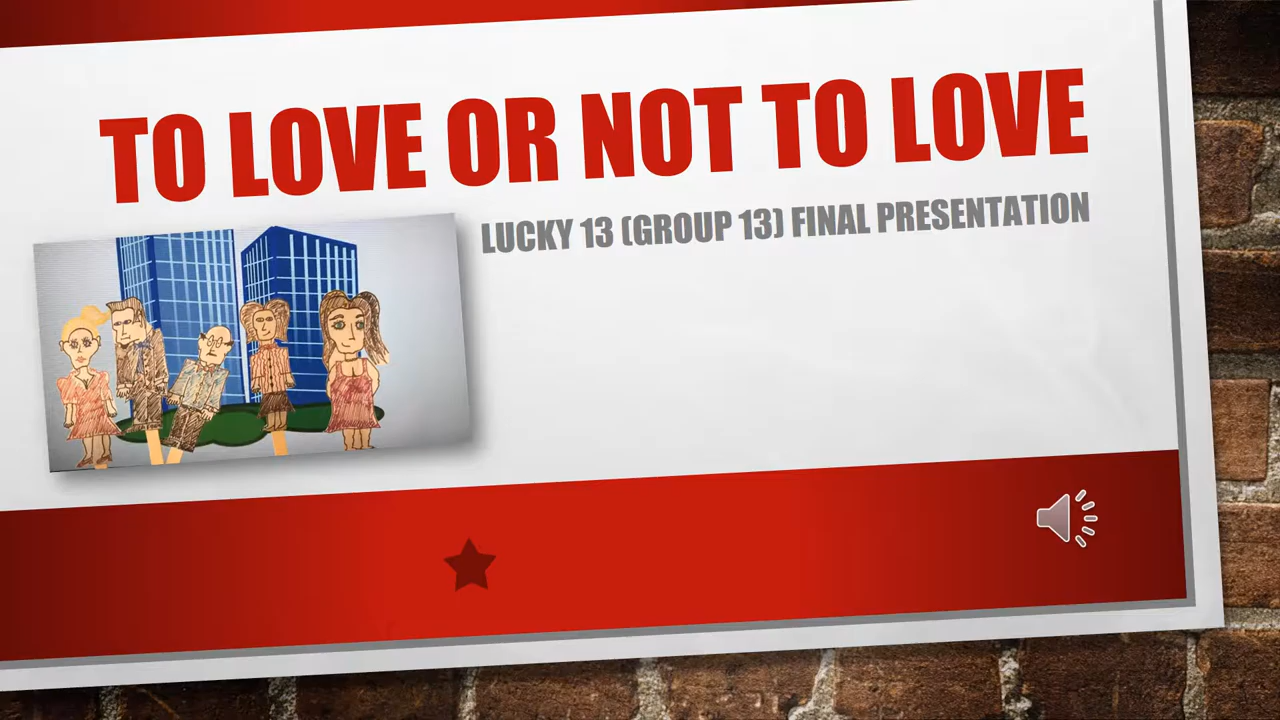 TO LOVE OR NOT TO LOVE
LUCKY 13 (GROUP 13) FINAL PRESENTATION